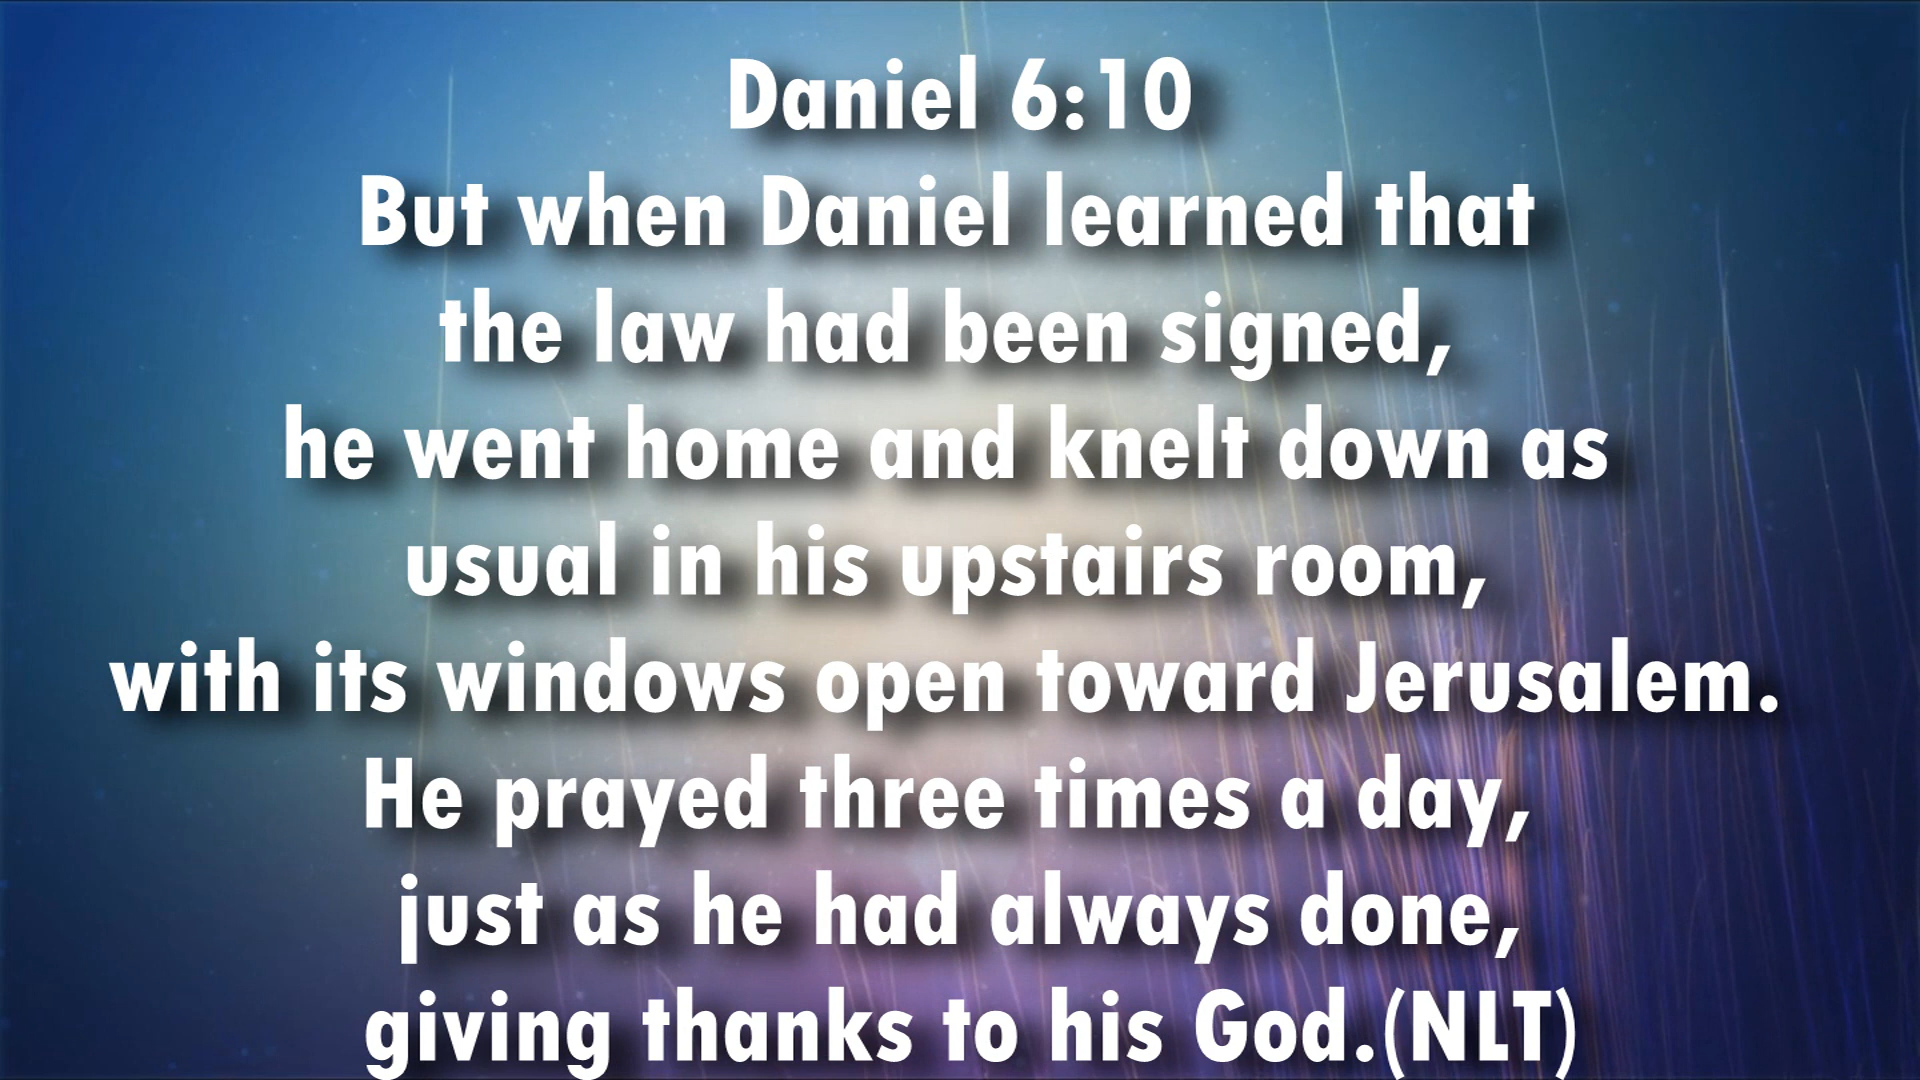 Daniel 6:10
But when Daniel learned that
the law had been signed,
he went home and knelt down as
usual in his upstairs room,
with its windows open toward Jerusalem.
He prayed three times a day,
just as he had always done,
giving thanks to his God.(NLT)